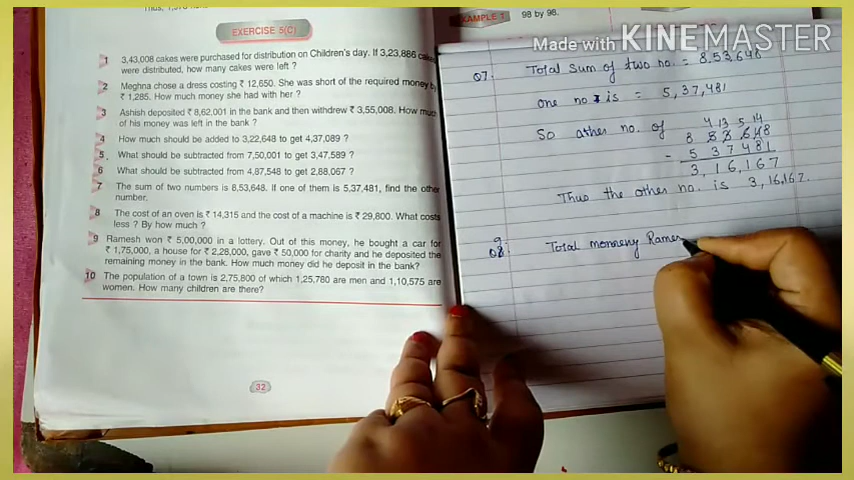 EXERCISE 5(C)
1 3,43,008 cakes were purchased for distribution on Children's day. If 3,23,886 cakes
were distributed, how many cakes were left ?
2 Meghna chose a dress costing ₹ 12,650. She was short of the required money by
₹ 1,285. How much money she had with her ?
3 Ashish deposited ₹ 8,62,001 in the bank and then withdrew ₹ 3,55,008. How much
of his money was left in the bank ?
4 How much should be added to 3,22,648 to get 4,37,089 ?
5 What should be subtracted from 7,50,001 to get 3,47,589 ?
6 What should be subtracted from 4,87,548 to get 2,88,067 ?
7 The sum of two numbers is 8,53,648. If one of them is 5,37,481, find the other
number.
8 The cost of an oven is ₹ 14,315 and the cost of a machine is ₹ 29,800. What costs
less ? By how much ?
9 Ramesh won ₹ 5,00,000 in a lottery. Out of this money, he bought a car for
₹ 1,75,000, a house for ₹ 2,28,000, gave ₹ 50,000 for charity and he deposited the
remaining money in the bank. How much money did he deposit in the bank?
10 The population of a town is 2,75,800 of which 1,25,780 are men and 1,10,575 are
women. How many children are there?
32
EXAMPLE 1 98 by 98.
Made with KINEMASTER
Q7. Total sum of two no. = 8,53,648
one no is = 5,37,481
4 13 5 14
So other no. of 8 5 3 6 4 8
- 5 3 7 4 8 1
3,16,167
Thus the other no. is 3,16,167.
9
Q8. Total monneny Rames